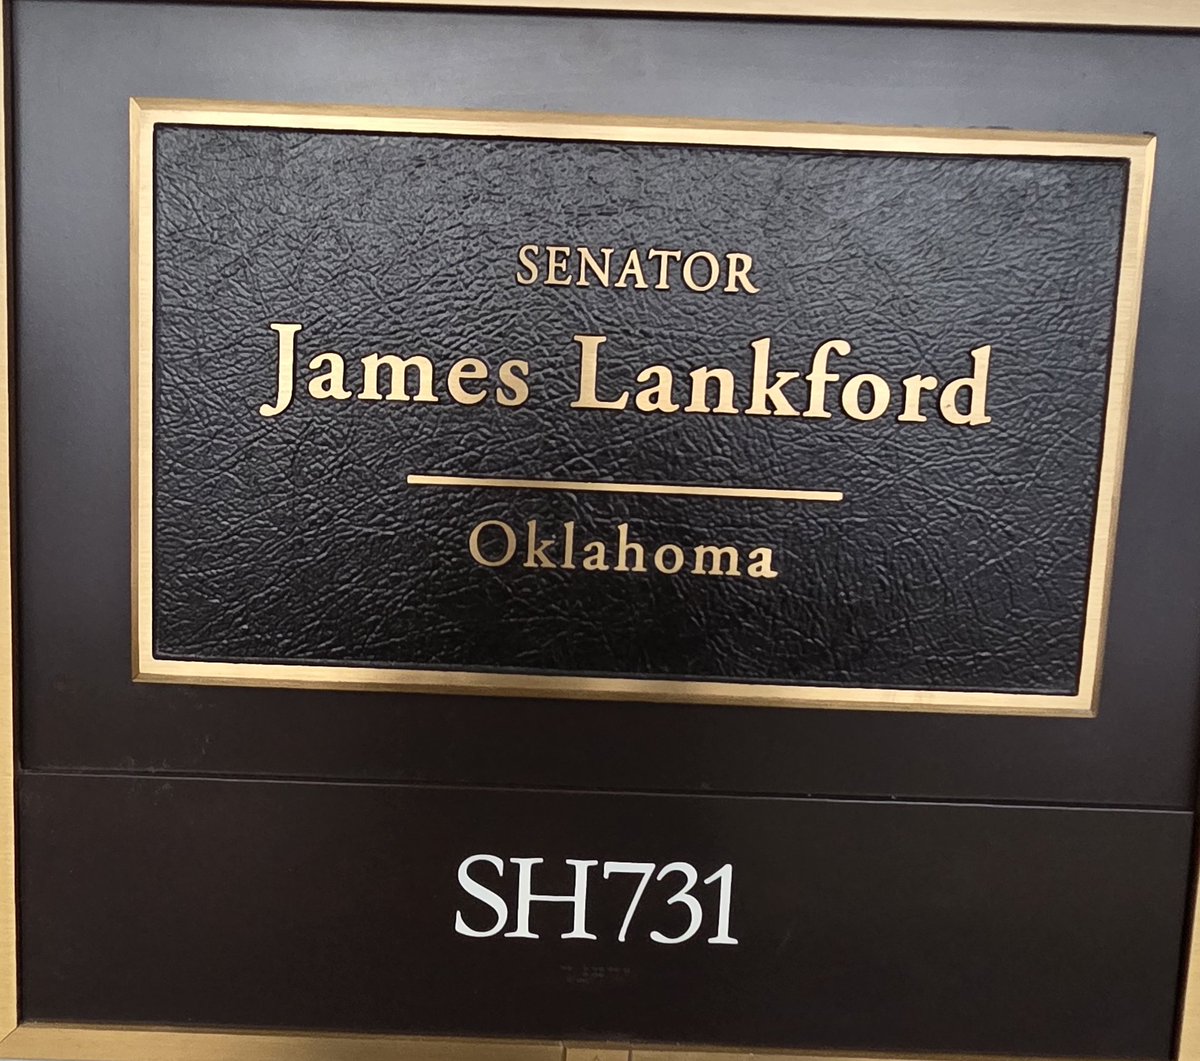 SENATOR
James Lankford
Oklahoma
SH731